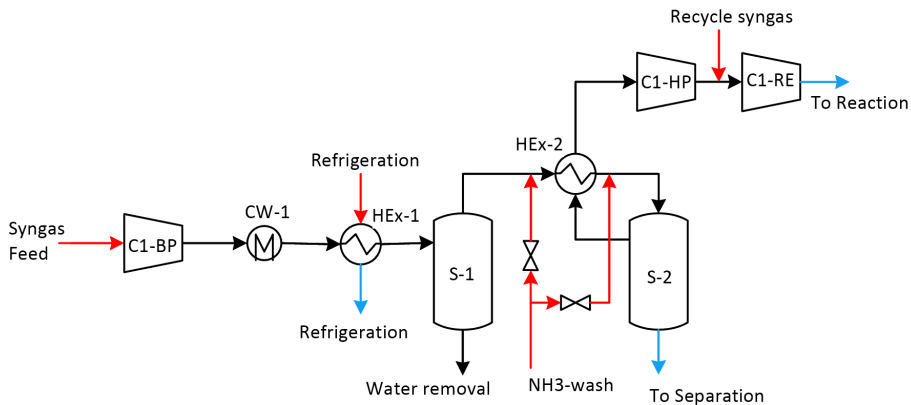 Recycle syngas
C1-HP
C1-RE
To Reaction
HEx-2
Refrigeration
CW-1
HEx-1
Syngas
Feed
C1-BP
M
S-1
S-2
Refrigeration
Water removal
NH3-wash
To Separation